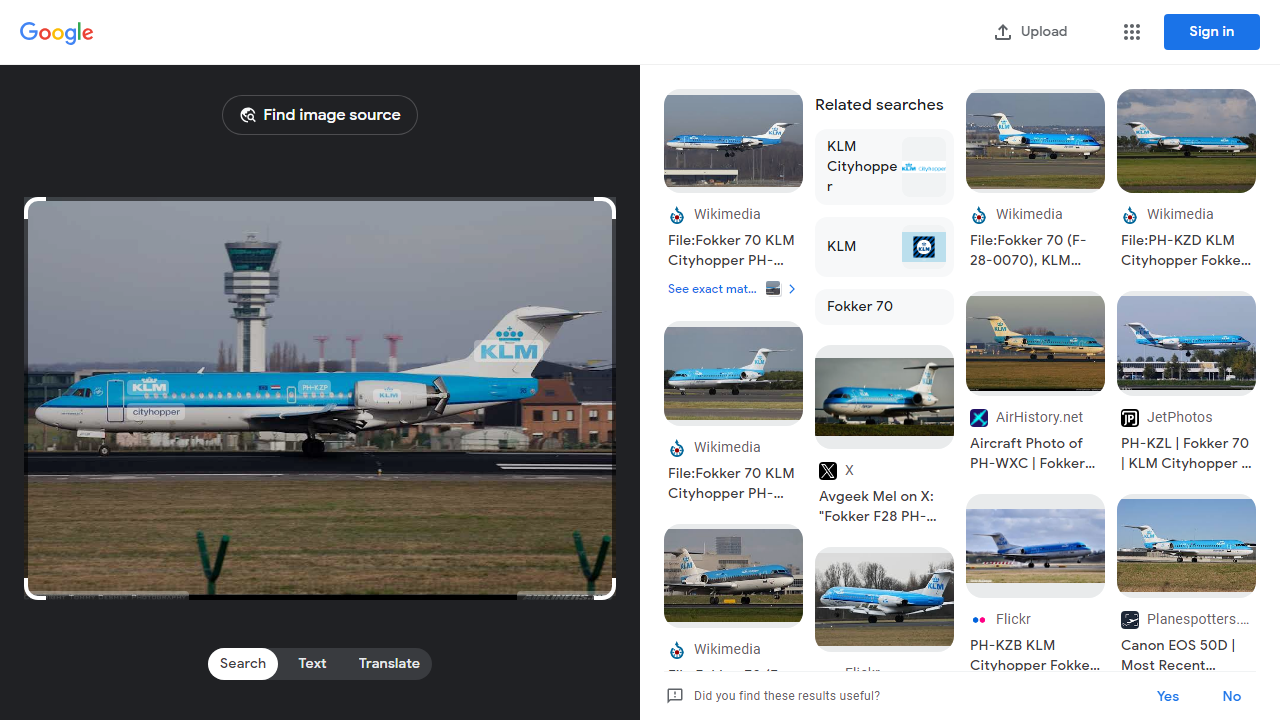 Google
Upload
Sign in
Find image source
KLM
KLM
PH-KZP
KLM
cityhopper
Search
Text
Translate
Wikimedia
File:Fokker 70 KLM
Cityhopper PH-...
See exact mat...
Wikimedia
File:Fokker 70 KLM
Cityhopper PH-...
Wikimedia
Related searches
KLM
Cityhoppe
r
KLM
Fokker 70
X
Avgeek Mel on X:
"Fokker F28 PH-...
Wikimedia
File:Fokker 70 (F-
28-0070), KLM...
AirHistory.net
Aircraft Photo of
PH-WXC | Fokker...
Flickr
PH-KZB KLM
Cityhopper Fokke...
Wikimedia
File:PH-KZD KLM
Cityhopper Fokke...
JetPhotos
PH-KZL | Fokker 70
| KLM Cityhopper ...
Planespotters....
Canon EOS 50D |
Most Recent...
Did you find these results useful?
Yes
No